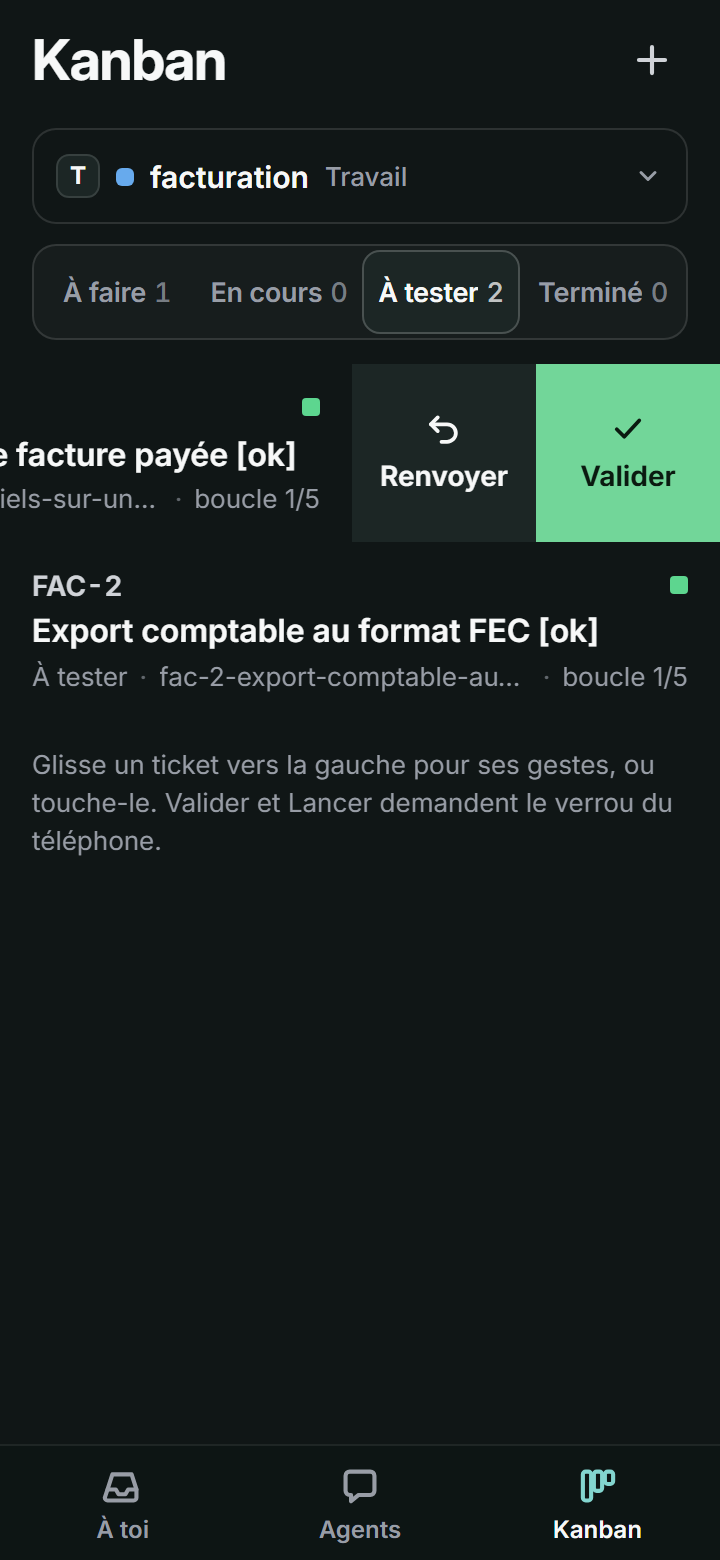 Kanban
T facturation Travail
À faire 1 En cours 0 À tester 2 Terminé 0
e facture payée [ok]
iels-sur-un... · boucle 1/5
Renvoyer Valider
FAC-2
Export comptable au format FEC [ok]
À tester · fac-2-export-comptable-au... · boucle 1/5
Glisse un ticket vers la gauche pour ses gestes, ou
touche-le. Valider et Lancer demandent le verrou du
téléphone.
À toi Agents Kanban